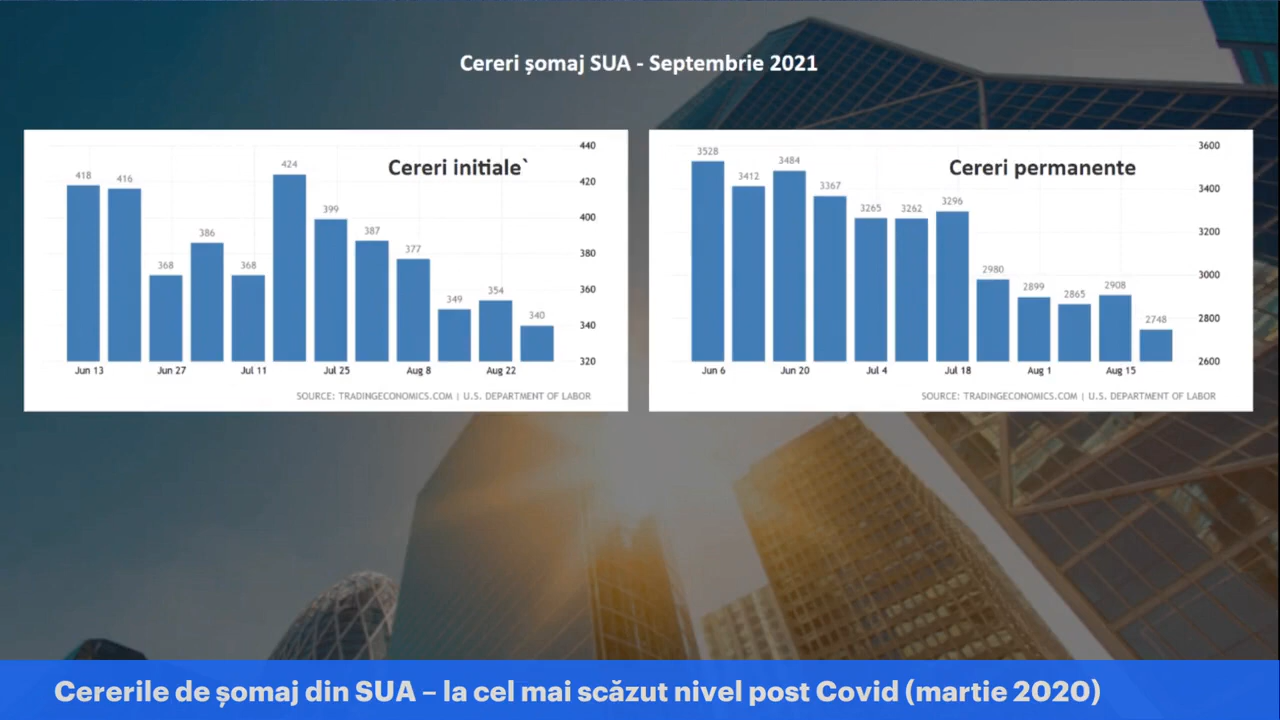 Cereri șomaj SUA - Septembrie 2021
Cereri initiale`
440
420
400
380
360
340
320
418
416
368
386
368
424
399
387
377
349
354
340
Jun 13
Jun 27
Jul 11
Jul 25
Aug 8
Aug 22
SOURCE: TRADINGECONOMICS.COM | U.S. DEPARTMENT OF LABOR
Cereri permanente
3600
3400
3200
3000
2800
2600
3528
3412
3484
3367
3265
3262
3296
2980
2899
2865
2908
2748
Jun 6
Jun 20
Jul 4
Jul 18
Aug 1
Aug 15
SOURCE: TRADINGECONOMICS.COM | U.S. DEPARTMENT OF LABOR
Cererile de șomaj din SUA – la cel mai scăzut nivel post Covid (martie 2020)